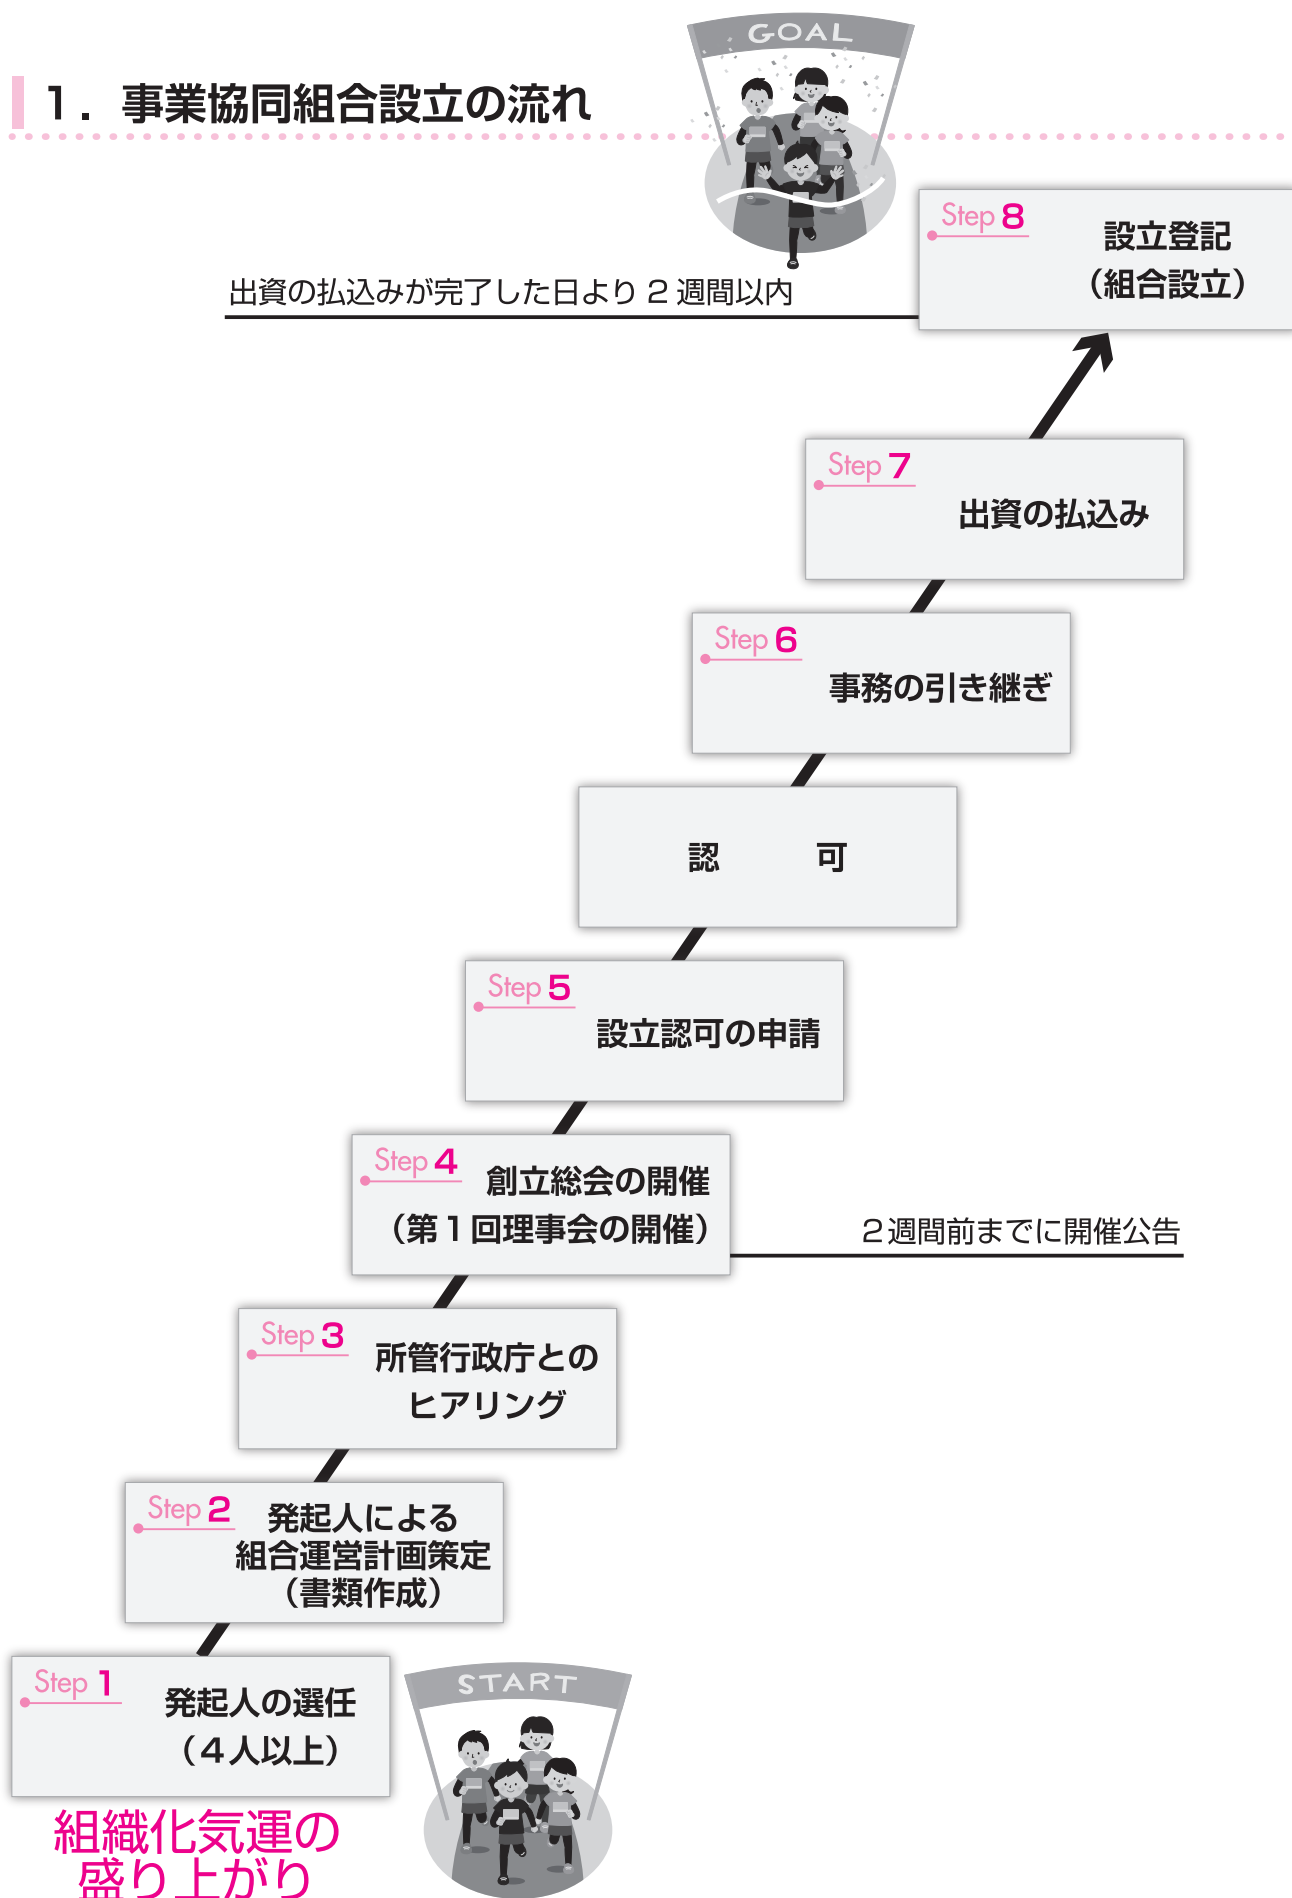 GOAL
1. 事業協同組合設立の流れ
Step 8
設立登記
（組合設立）
出資の払込みが完了した日より 2 週間以内
Step 7
出資の払込み
Step 6
事務の引き継ぎ
認　可
Step 5
設立認可の申請
Step 4
創立総会の開催
（第1回理事会の開催）
2週間前までに開催公告
Step 3
所管行政庁との
ヒアリング
Step 2
発起人による
組合運営計画策定
（書類作成）
Step 1
発起人の選任
（4人以上）
START
組織化気運の
盛り上がり